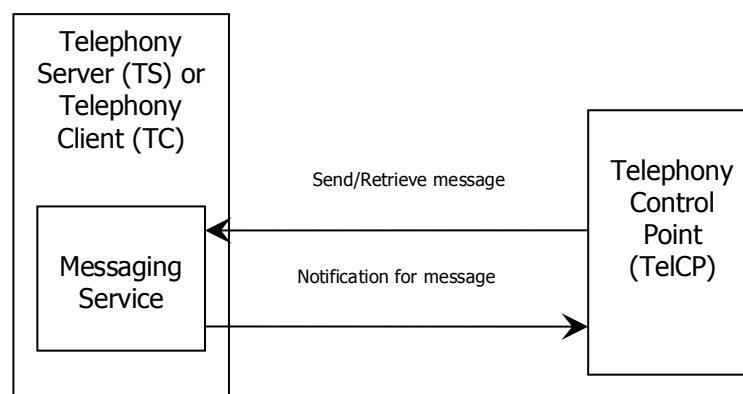 Telephony
Server (TS) or
Telephony
Client (TC)
Send/Retrieve message
Telephony
Control
Point
(TelCP)
Messaging
Service
Notification for message